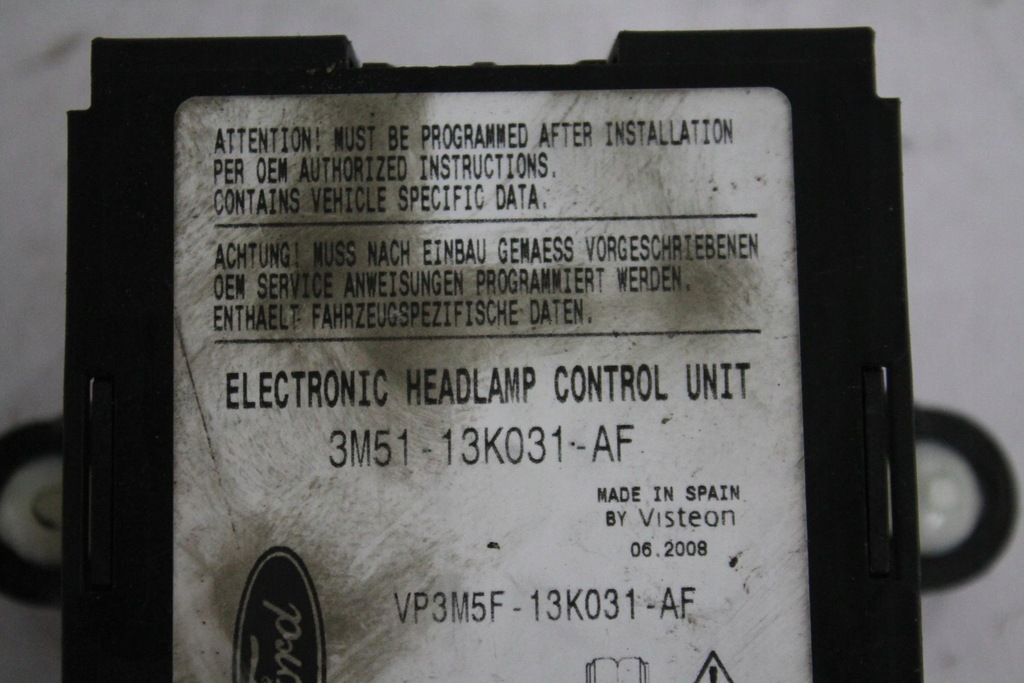 ATTENTION! MUST BE PROGRAMMED AFTER INSTALLATION
PER OEM AUTHORIZED INSTRUCTIONS.
CONTAINS VEHICLE SPECIFIC DATA.
ACHTUNG! MUSS NACH EINBAU GEMAESS VORGESCHRIEBENEN
OEM SERVICE ANWEISUNGEN PROGRAMMIERT WERDEN.
ENTHAELT FAHRZEUGSPEZIFISCHE DATEN.
ELECTRONIC HEADLAMP CONTROL UNIT
3M51-13K031-AF
MADE IN SPAIN
BY Visteon
06.2008
VP3M5F-13K031-AF
Ford